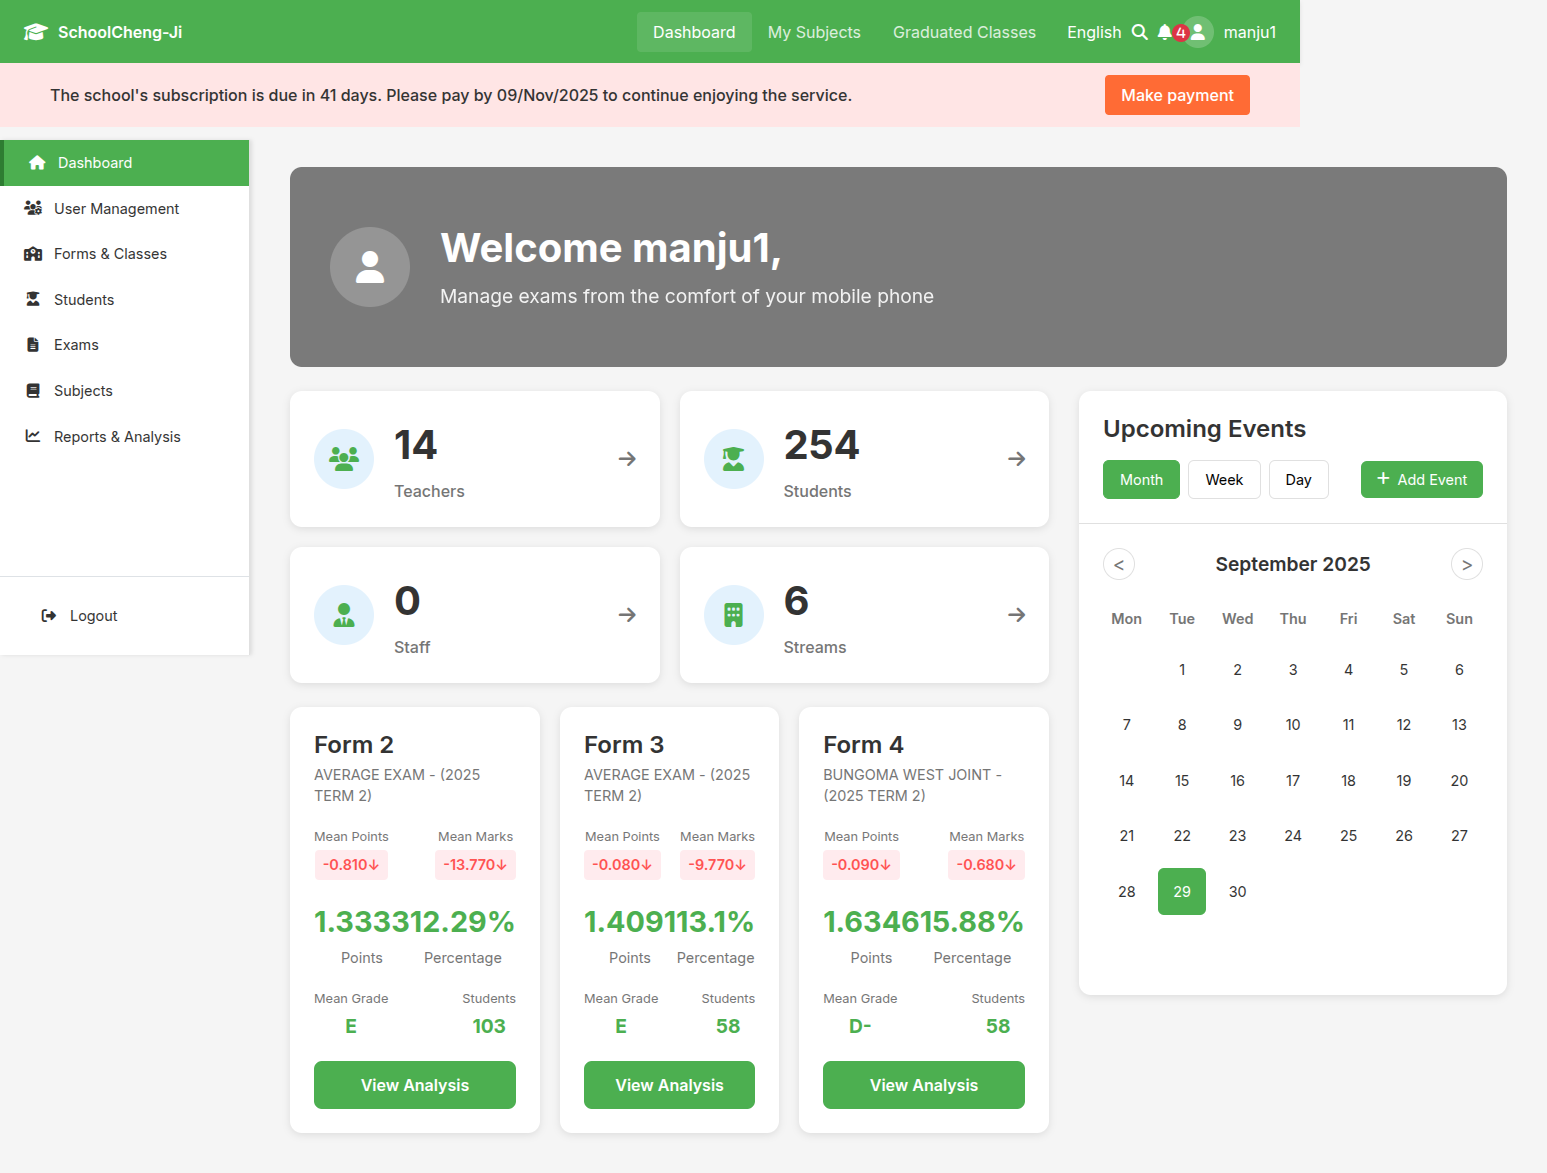 SchoolCheng-Ji
Dashboard
My Subjects
Graduated Classes
English
4
manju1
The school's subscription is due in 41 days. Please pay by 09/Nov/2025 to continue enjoying the service.
Make payment
Dashboard
User Management
Forms & Classes
Students
Exams
Subjects
Reports & Analysis
Logout
Welcome manju1,
Manage exams from the comfort of your mobile phone
14
Teachers
254
Students
0
Staff
6
Streams
Form 2
AVERAGE EXAM - (2025
TERM 2)
Mean Points Mean Marks
-0.810↓ -13.770↓
1.333312.29%
Points Percentage
Mean Grade Students
E 103
View Analysis
Form 3
AVERAGE EXAM - (2025
TERM 2)
Mean Points Mean Marks
-0.080↓ -9.770↓
1.409113.1%
Points Percentage
Mean Grade Students
E 58
View Analysis
Form 4
BUNGOMA WEST JOINT -
(2025 TERM 2)
Mean Points Mean Marks
-0.090↓ -0.680↓
1.634615.88%
Points Percentage
Mean Grade Students
D- 58
View Analysis
Upcoming Events
Month Week Day + Add Event
< September 2025 >
Mon Tue Wed Thu Fri Sat Sun
1 2 3 4 5 6
7 8 9 10 11 12 13
14 15 16 17 18 19 20
21 22 23 24 25 26 27
28 29 30